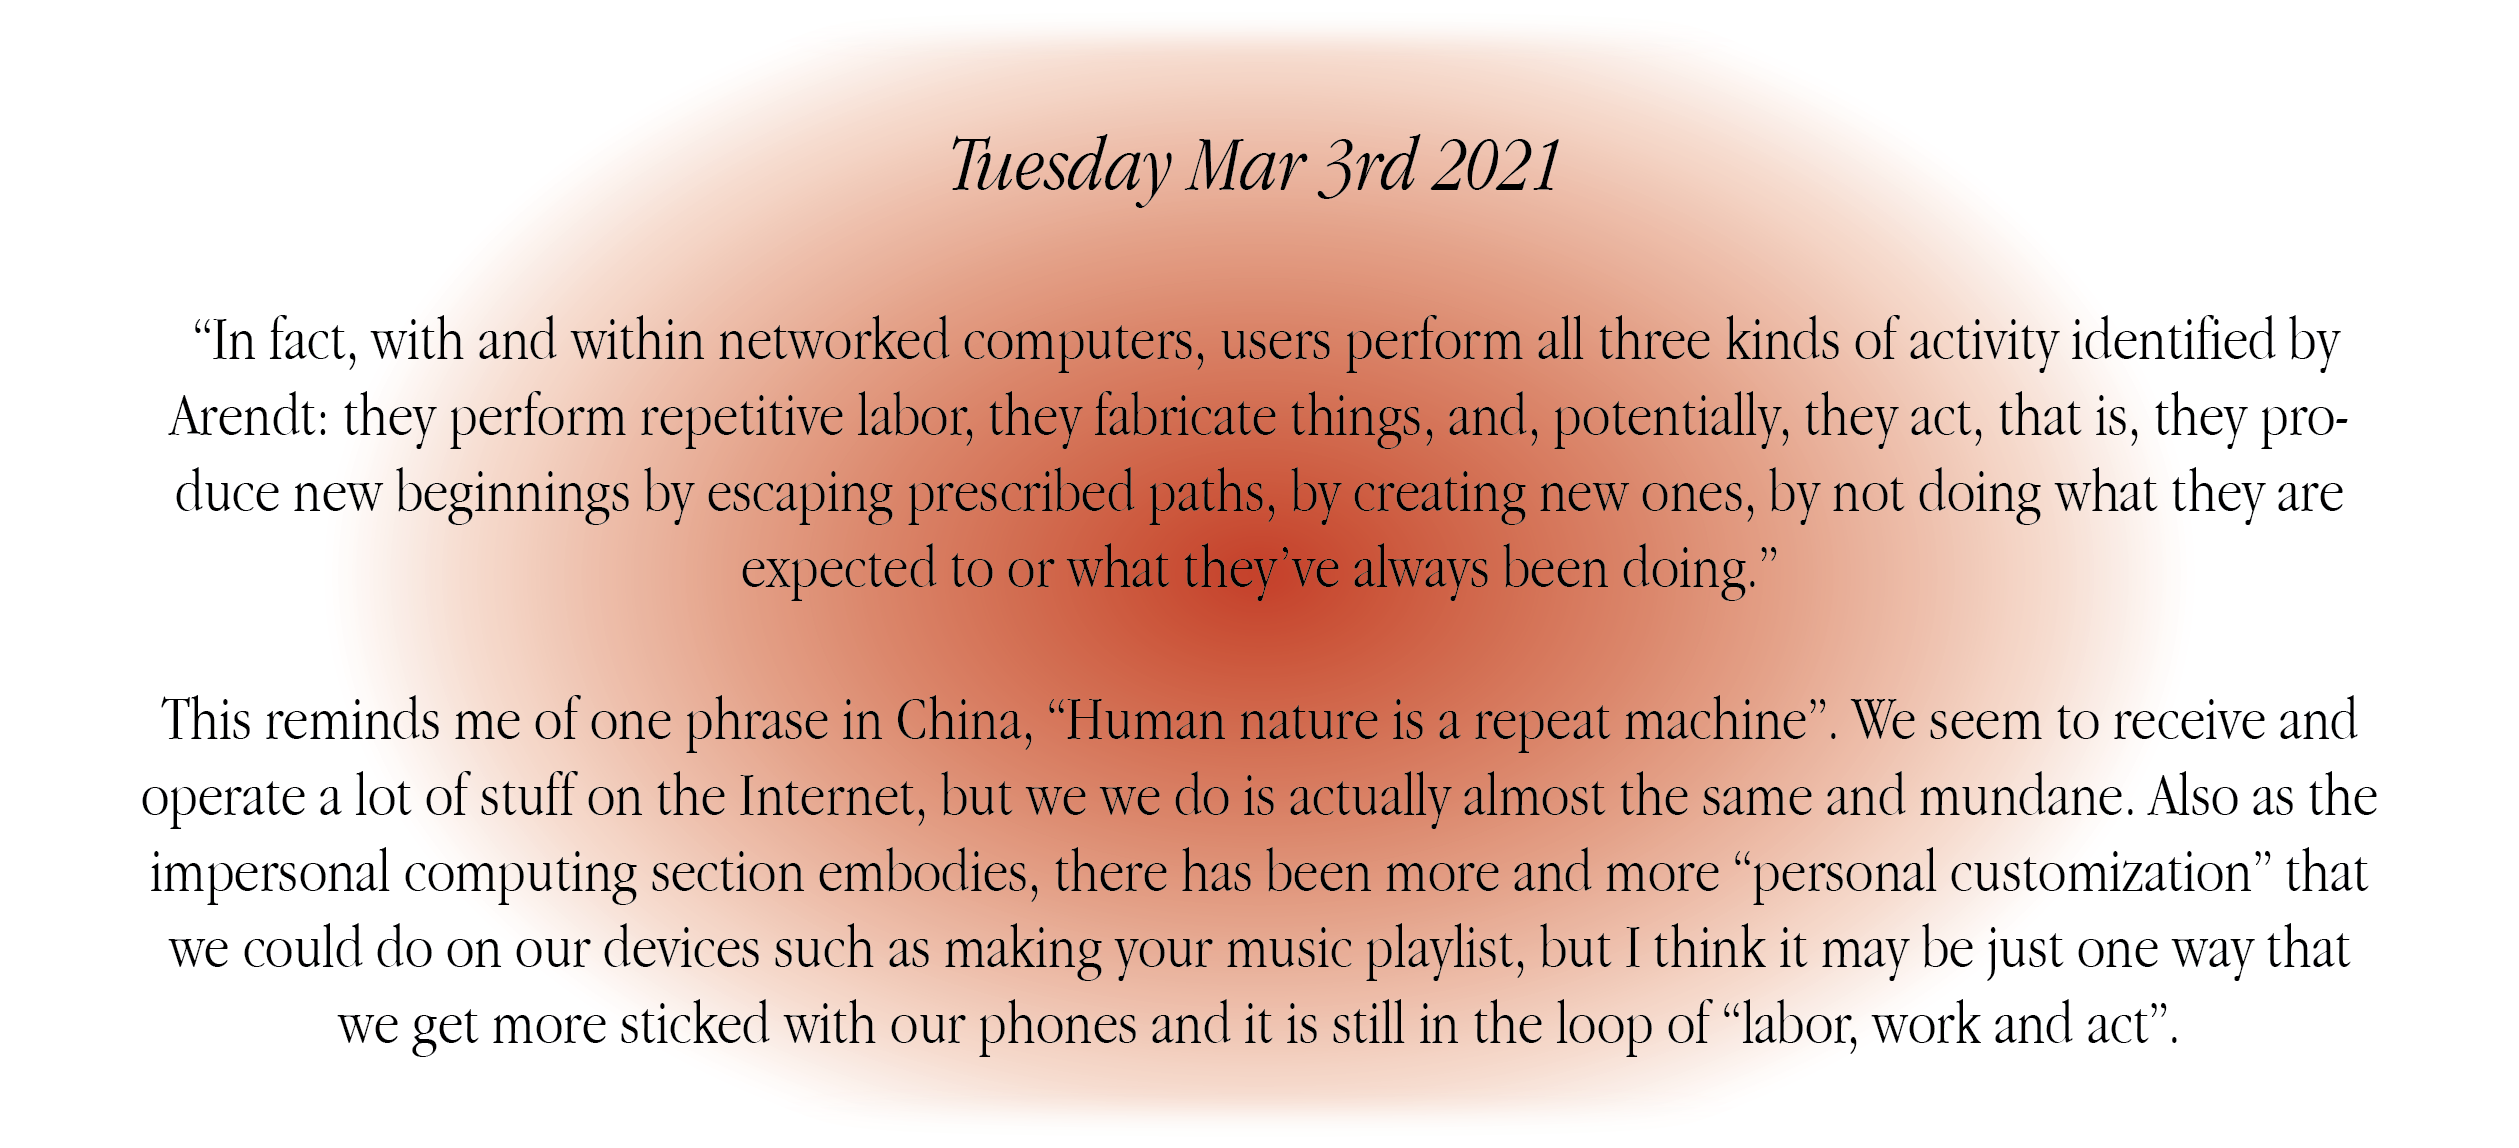 Tuesday Mar 3rd 2021
“In fact, with and within networked computers, users perform all three kinds of activity identified by
Arendt: they perform repetitive labor, they fabricate things, and, potentially, they act, that is, they pro-
duce new beginnings by escaping prescribed paths, by creating new ones, by not doing what they are
expected to or what they’ve always been doing.”
This reminds me of one phrase in China, “Human nature is a repeat machine”. We seem to receive and
operate a lot of stuff on the Internet, but we we do is actually almost the same and mundane. Also as the
impersonal computing section embodies, there has been more and more “personal customization” that
we could do on our devices such as making your music playlist, but I think it may be just one way that
we get more sticked with our phones and it is still in the loop of “labor, work and act”.